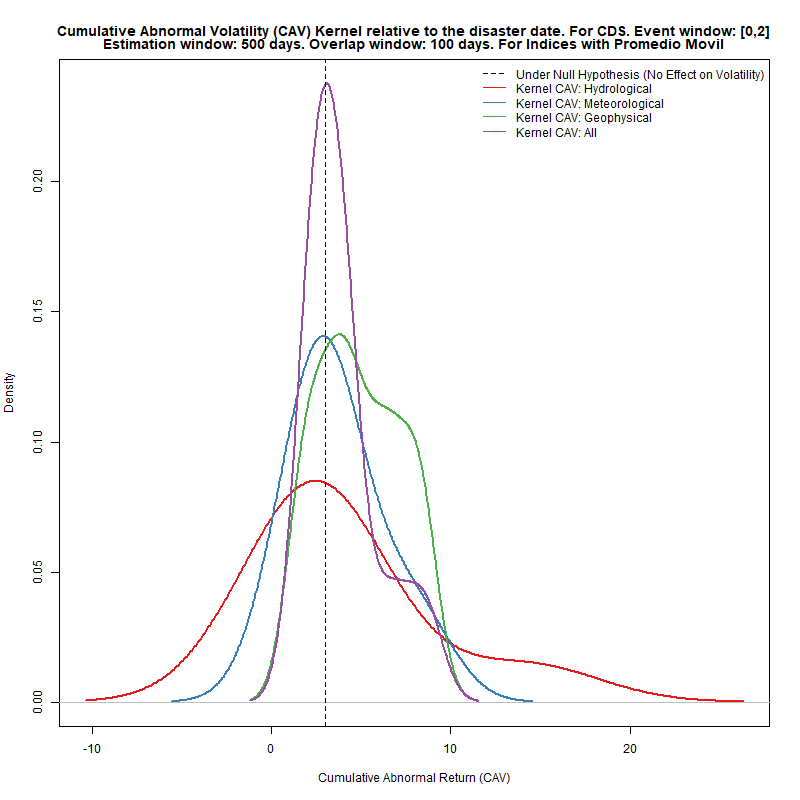 Cumulative Abnormal Volatility (CAV) Kernel relative to the disaster date. For CDS. Event window: [0,2]
Estimation window: 500 days. Overlap window: 100 days. For Indices with Promedio Movil
Under Null Hypothesis (No Effect on Volatility)
Kernel CAV: Hydrological
Kernel CAV: Meteorological
Kernel CAV: Geophysical
Kernel CAV: All
Density
0.20
0.15
0.10
0.05
0.00
-10 0 10 20
Cumulative Abnormal Return (CAV)